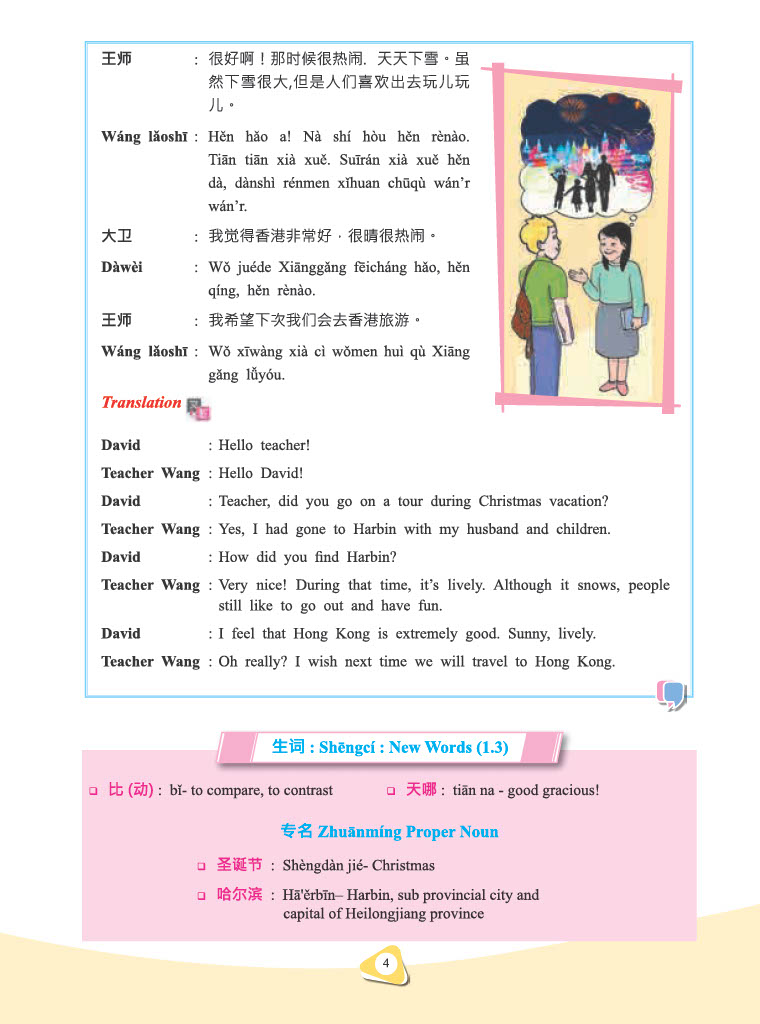 王师 : 很好啊！那时候很热闹. 天天下雪。虽
然下雪很大,但是人们喜欢出去玩儿玩
儿。
Wáng lǎoshī : Hěn hǎo a! Nà shí hòu hěn rènào.
Tiān tiān xià xuě. Suīrán xià xuě hěn
dà, dànshì rénmen xǐhuan chūqù wán’r
wán’r.
大卫 : 我觉得香港非常好，很晴很热闹。
Dàwèi : Wǒ juéde Xiānggǎng fēicháng hǎo, hěn
qíng, hěn rènào.
王师 : 我希望下次我们会去香港旅游。
Wáng lǎoshī : Wǒ xīwàng xià cì wǒmen huì qù Xiāng
gǎng lǚyóu.
Translation
David : Hello teacher!
Teacher Wang : Hello David!
David : Teacher, did you go on a tour during Christmas vacation?
Teacher Wang : Yes, I had gone to Harbin with my husband and children.
David : How did you find Harbin?
Teacher Wang : Very nice! During that time, it’s lively. Although it snows, people
still like to go out and have fun.
David : I feel that Hong Kong is extremely good. Sunny, lively.
Teacher Wang : Oh really? I wish next time we will travel to Hong Kong.
生词 : Shēngcí : New Words (1.3)
❑ 比 (动) : bǐ- to compare, to contrast ❑ 天哪 : tiān na - good gracious!
专名 Zhuānmíng Proper Noun
❑ 圣诞节 : Shèngdàn jié- Christmas
❑ 哈尔滨 : Hā'ěrbīn– Harbin, sub provincial city and
capital of Heilongjiang province
4